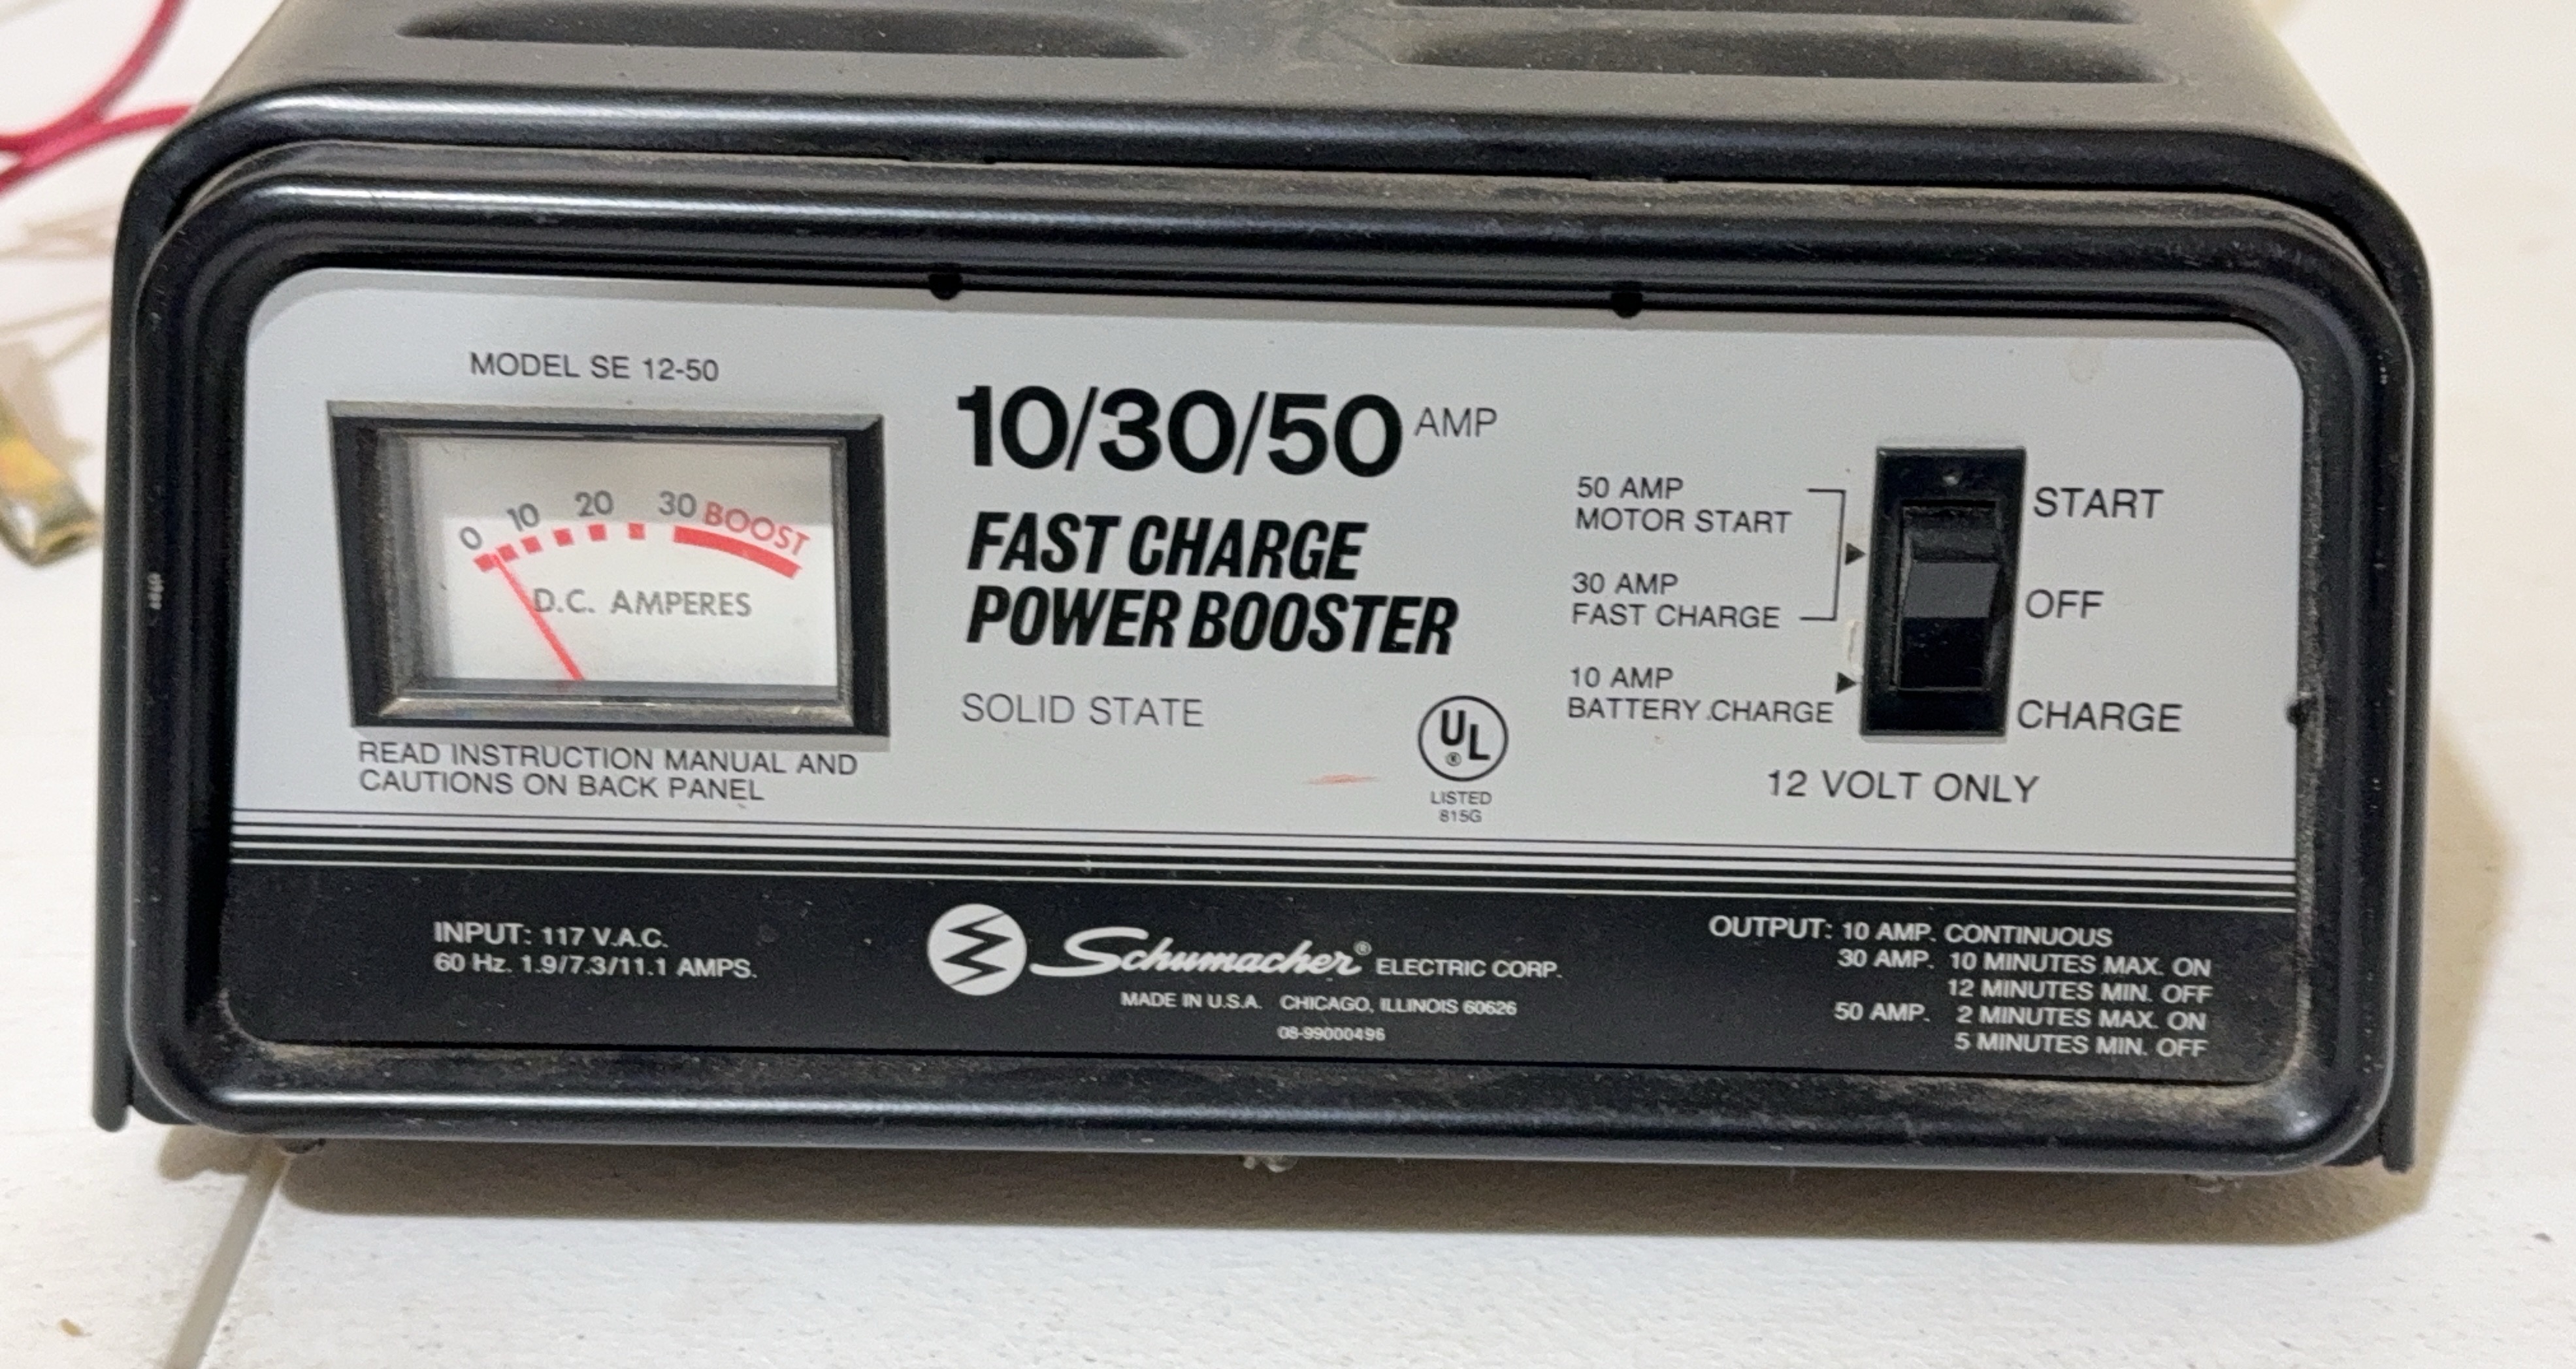 MODEL SE 12-50
0 10 20 30 BOOST
D.C. AMPERES
READ INSTRUCTION MANUAL AND
CAUTIONS ON BACK PANEL
10/30/50 AMP
FAST CHARGE
POWER BOOSTER
SOLID STATE
UL
®
LISTED
815G
50 AMP
MOTOR START
30 AMP
FAST CHARGE
10 AMP
BATTERY CHARGE
START
OFF
CHARGE
12 VOLT ONLY
INPUT: 117 V.A.C.
60 Hz. 1.9/7.3/11.1 AMPS.
Schumacher® ELECTRIC CORP.
MADE IN U.S.A. CHICAGO, ILLINOIS 60626
08-99000496
OUTPUT: 10 AMP. CONTINUOUS
30 AMP. 10 MINUTES MAX. ON
12 MINUTES MIN. OFF
50 AMP. 2 MINUTES MAX. ON
5 MINUTES MIN. OFF